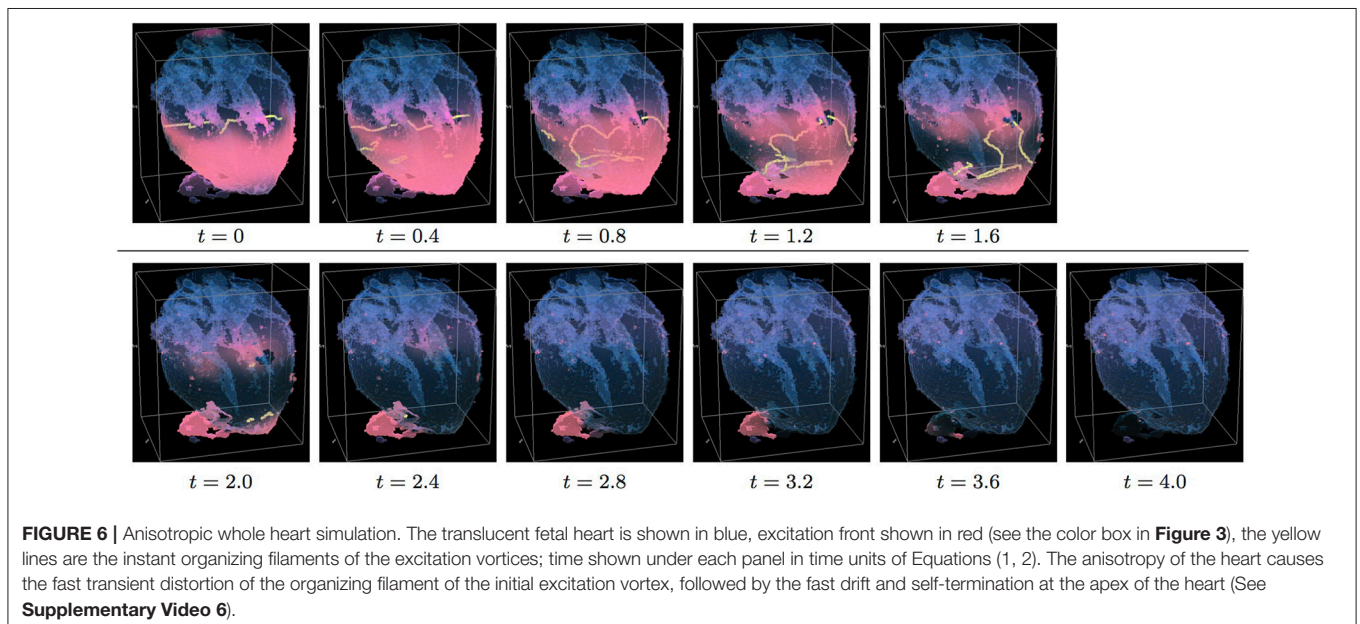 t = 0
t = 0.4
t = 0.8
t = 1.2
t = 1.6
t = 2.0
t = 2.4
t = 2.8
t = 3.2
t = 3.6
t = 4.0
FIGURE 6 | Anisotropic whole heart simulation. The translucent fetal heart is shown in blue, excitation front shown in red (see the color box in Figure 3), the yellow
lines are the instant organizing filaments of the excitation vortices; time shown under each panel in time units of Equations (1, 2). The anisotropy of the heart causes
the fast transient distortion of the organizing filament of the initial excitation vortex, followed by the fast drift and self-termination at the apex of the heart (See
Supplementary Video 6).